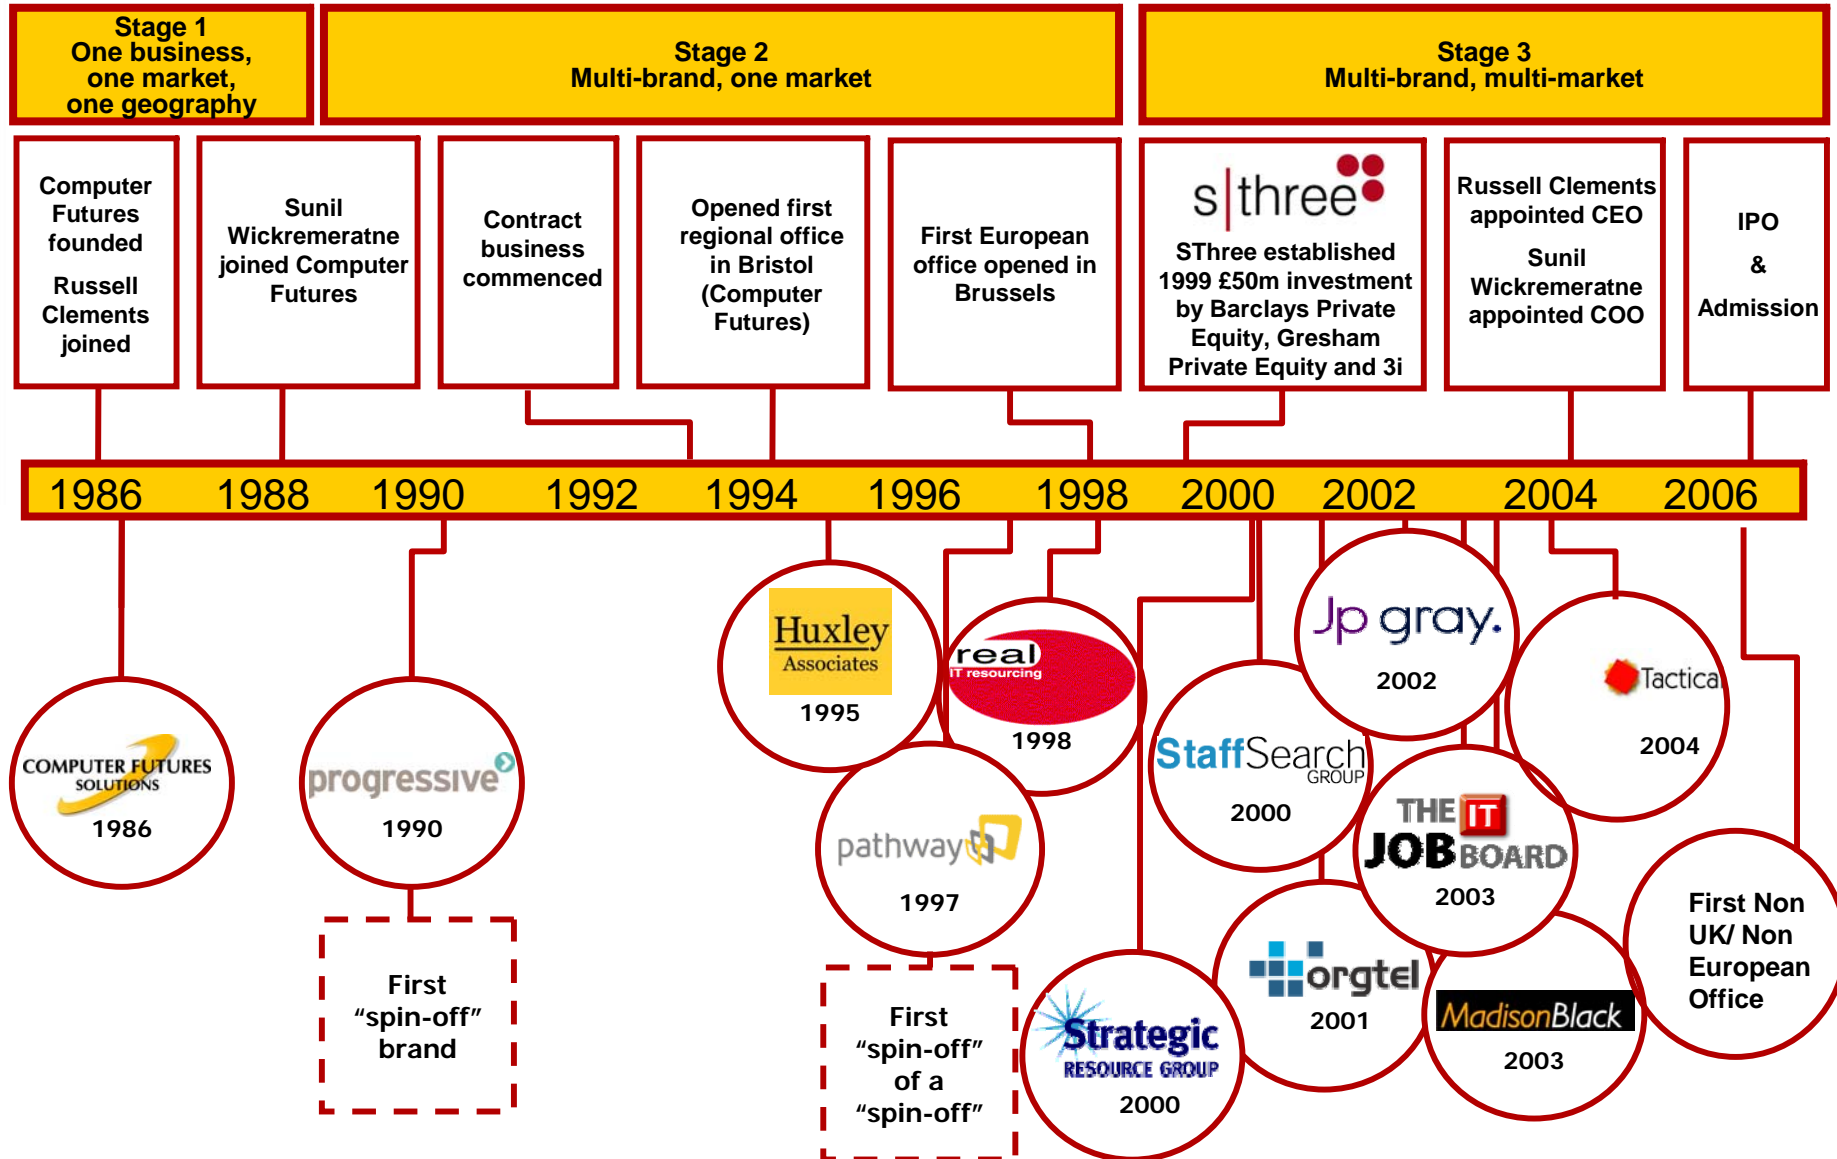 Stage 1
One business,
one market,
one geography
Stage 2
Multi-brand, one market
Stage 3
Multi-brand, multi-market
Computer
Futures
founded
Russell
Clements
joined
Sunil
Wickremeratne
joined Computer
Futures
Contract
business
commenced
Opened first
regional office
in Bristol
(Computer
Futures)
First European
office opened in
Brussels
s|three
SThree established
1999 £50m investment
by Barclays Private
Equity, Gresham
Private Equity and 3i
Russell Clements
appointed CEO
Sunil
Wickremeratne
appointed COO
IPO
&
Admission
1986 1988 1990 1992 1994 1996 1998 2000 2002 2004 2006
COMPUTER FUTURES
SOLUTIONS
1986
progressive
1990
First
“spin-off”
brand
Huxley
Associates
1995
pathway
1997
First
“spin-off”
of a
“spin-off”
real
IT resourcing
1998
Strategic
RESOURCE GROUP
2000
StaffSearch
GROUP
2000
orgtel
2001
Jp gray.
2002
THE IT
JOB BOARD
2003
MadisonBlack
2003
Tactical
2004
First Non
UK/ Non
European
Office